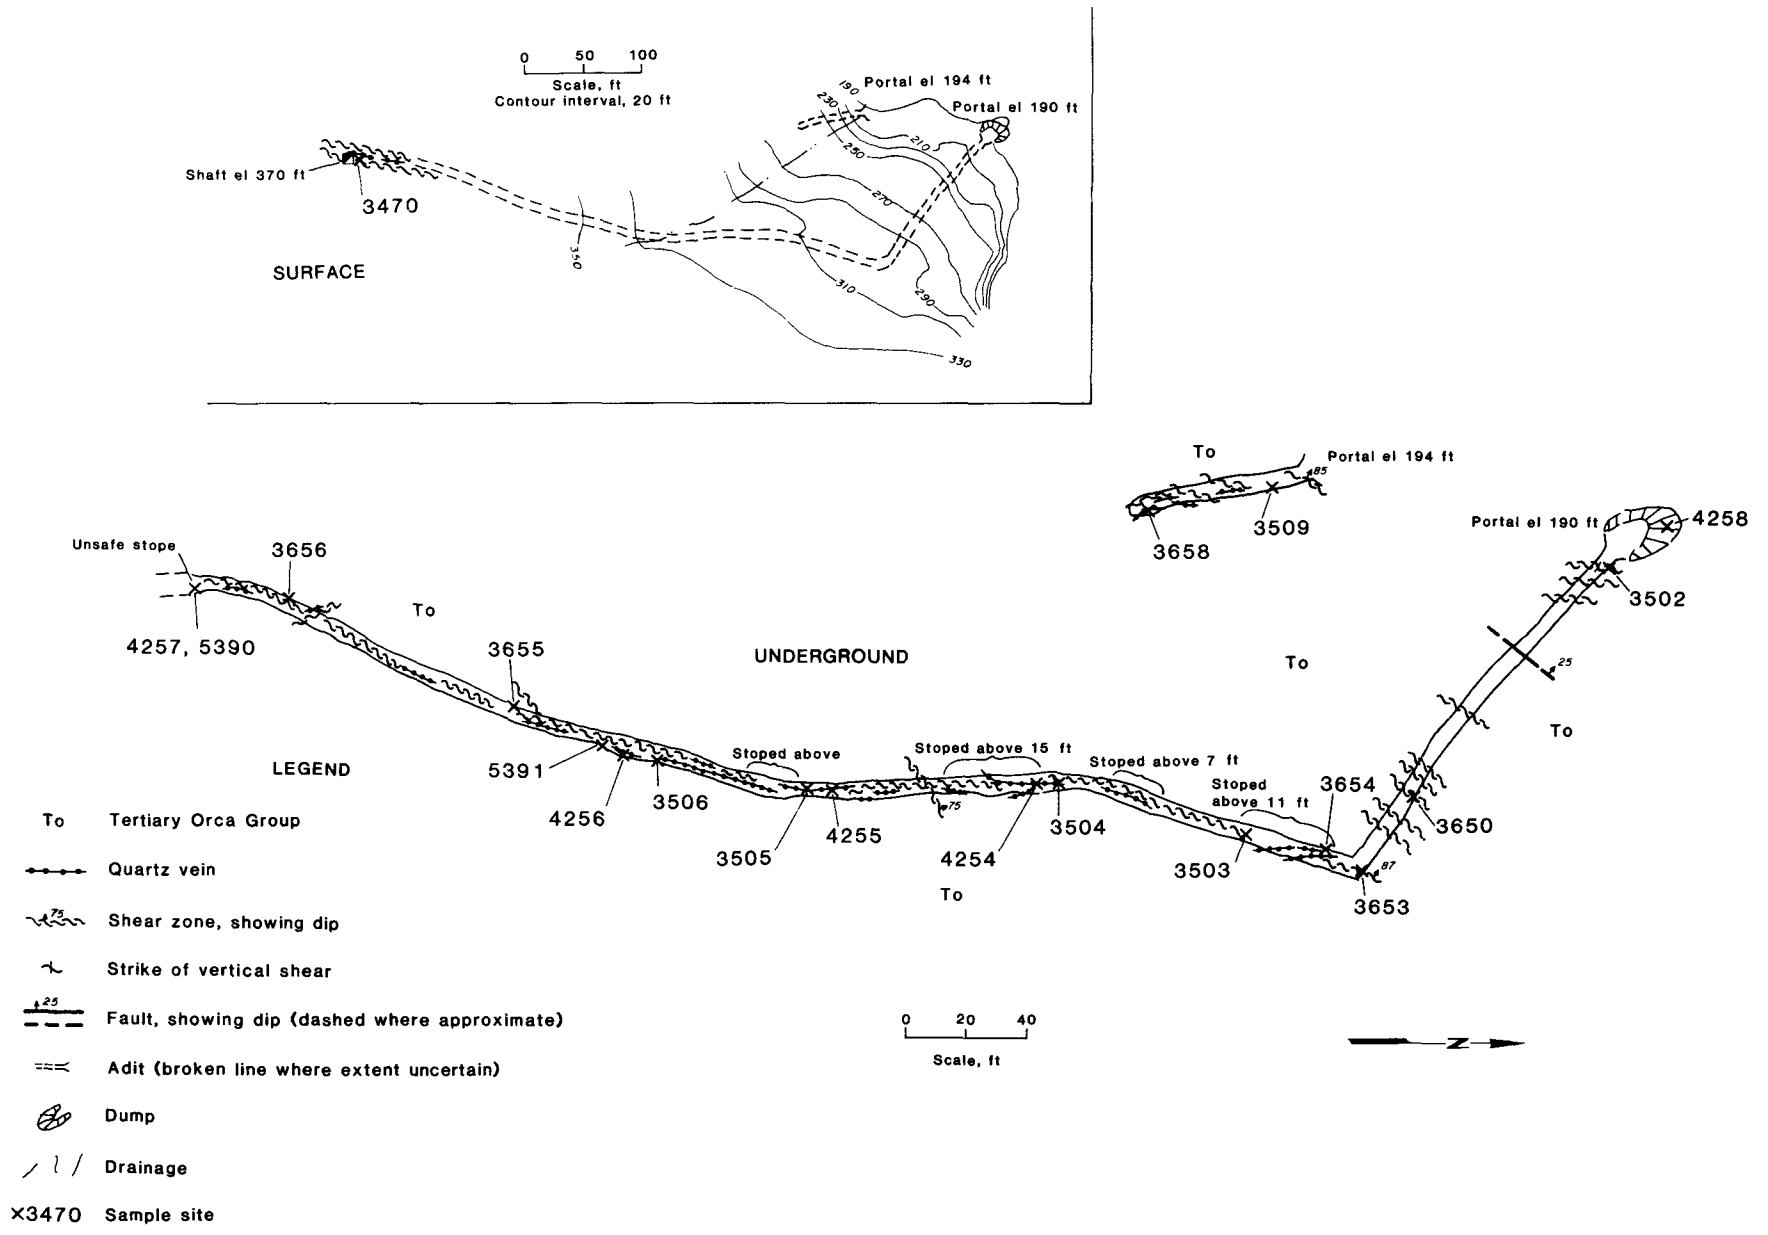 0 50 100
Scale, ft
Contour interval, 20 ft
190
Portal el 194 ft
230
Portal el 190 ft
210
250
Shaft el 370 ft
3470
270
350
SURFACE
310
290
330
To
Portal el 194 ft
85
3509
3658
Portal el 190 ft
4258
3502
Unsafe stope
3656
To
4257, 5390
3655
UNDERGROUND
To
25
To
LEGEND
5391
Stoped above
Stoped above 15 ft
Stoped above 7 ft
Stoped
above 11 ft
3654
75
3506
4256
4255
3504
3650
3505
4254
3503
87
To
3653
To Tertiary Orca Group
Quartz vein
75 Shear zone, showing dip
Strike of vertical shear
25
Fault, showing dip (dashed where approximate)
Adit (broken line where extent uncertain)
Dump
Drainage
×3470 Sample site
0 20 40
Scale, ft
N